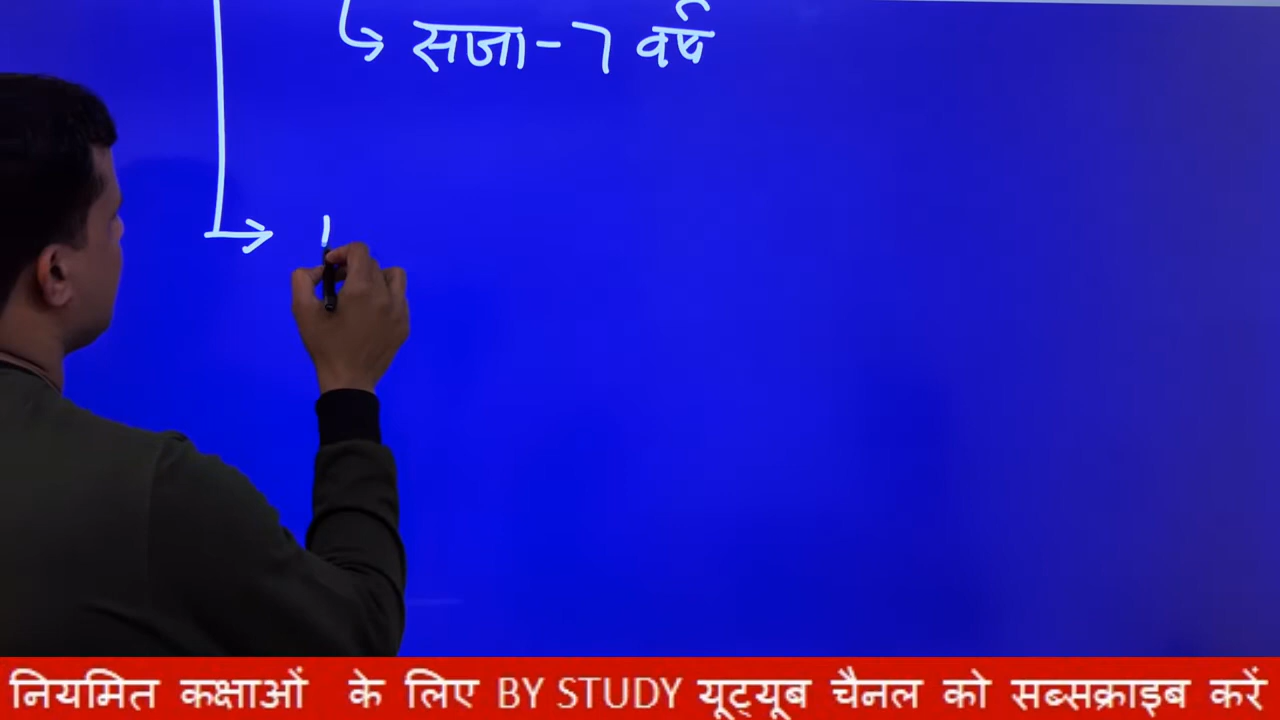 सजा - 7 वर्ष
नियमित कक्षाओं के लिए BY STUDY यूट्यूब चैनल को सब्सक्राइब करें